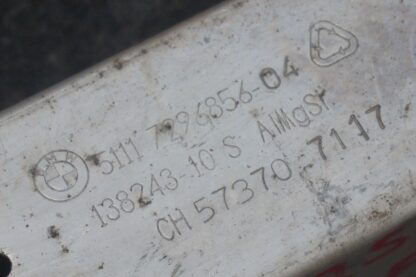 5111 7296856-04
138243-10 S AlMgSi
CH 57370 7117